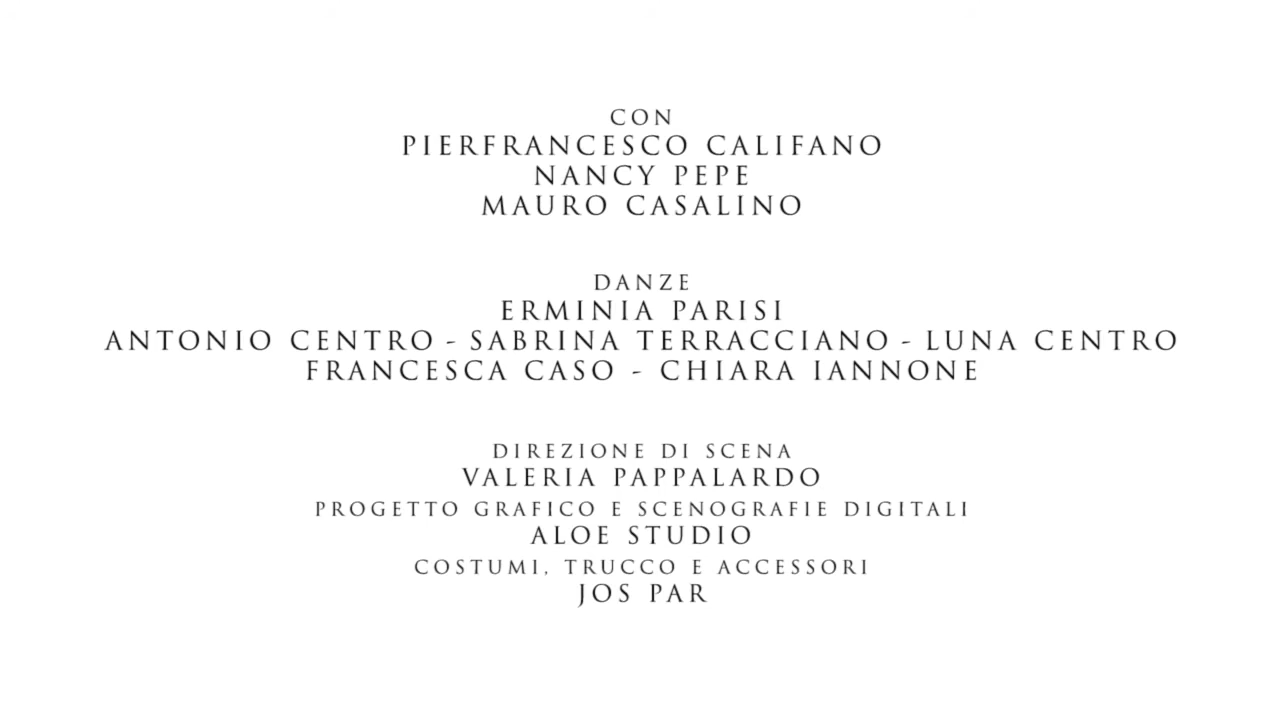 CON
PIERFRANCESCO CALIFANO
NANCY PEPE
MAURO CASALINO
DANZE
ERMINIA PARISI
ANTONIO CENTRO - SABRINA TERRACCIANO - LUNA CENTRO
FRANCESCA CASO - CHIARA IANNONE
DIREZIONE DI SCENA
VALERIA PAPPALARDO
PROGETTO GRAFICO E SCENOGRAFIE DIGITALI
ALOE STUDIO
COSTUMI, TRUCCO E ACCESSORI
JOS PAR